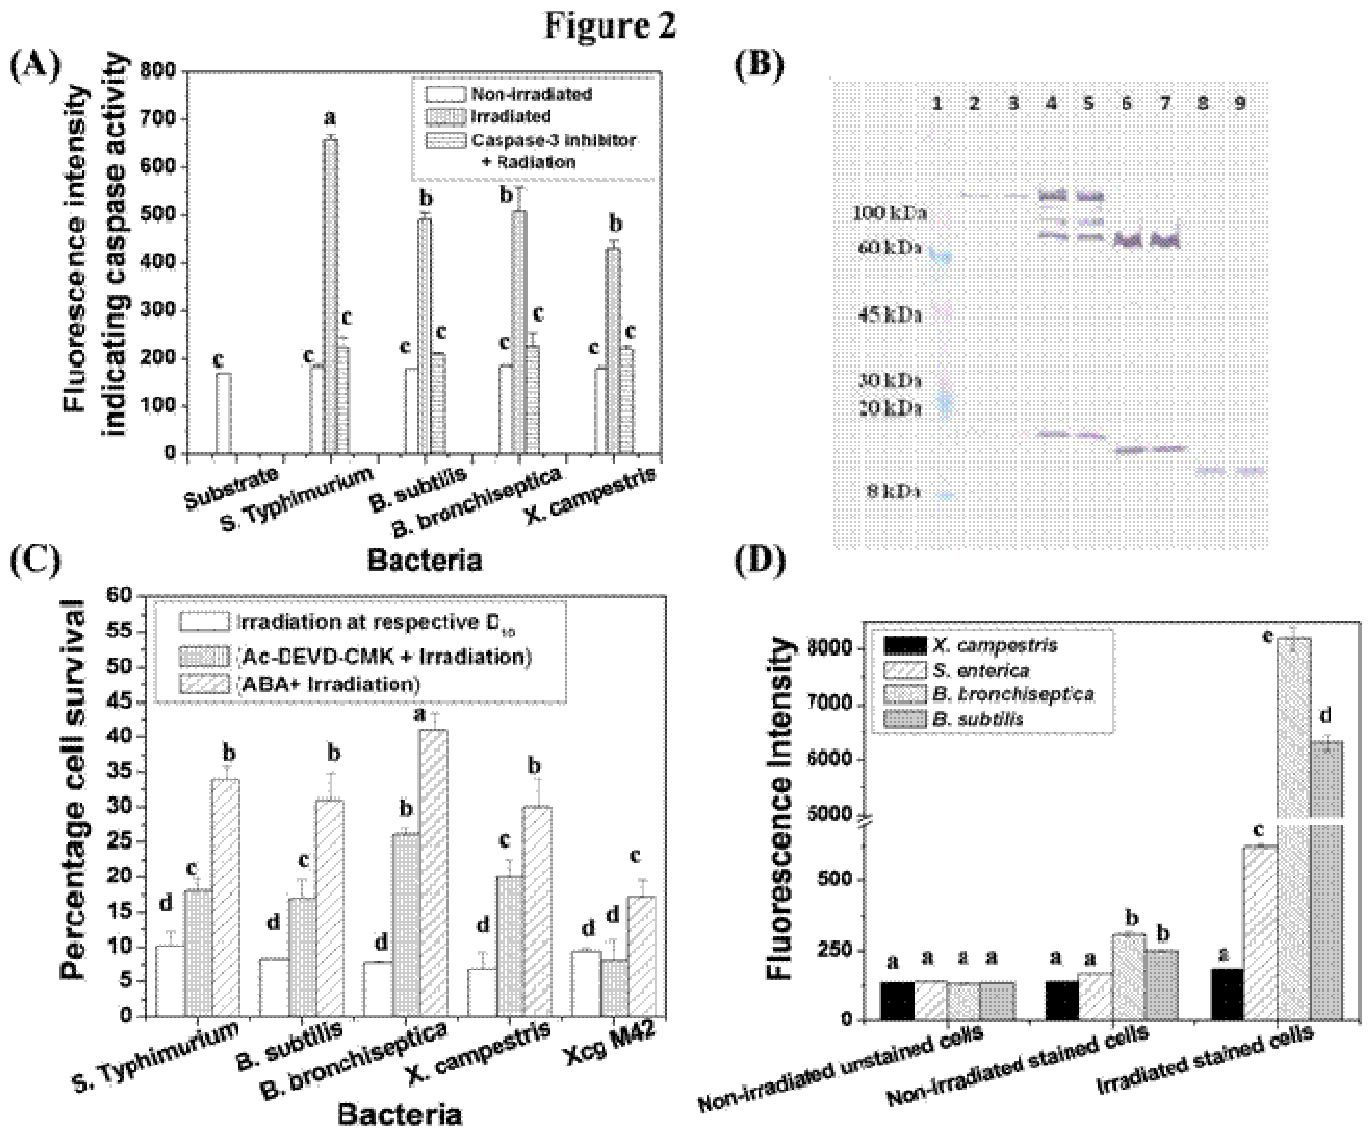 Figure 2
(A)
Fluorescence intensity
indicating caspase activity
800
700
600
500
400
300
200
100
0
Non-irradiated
Irradiated
Caspase-3 inhibitor
+ Radiation
c
c
a
c
c
b
c
c
b
c
c
b
c
Substrate
S. Typhimurium
B. subtilis
B. bronchiseptica
X. campestris
Bacteria
(B)
1 2 3 4 5 6 7 8 9
100 kDa
60 kDa
45 kDa
30 kDa
20 kDa
8 kDa
(C)
Percentage cell survival
60
55
50
45
40
35
30
25
20
15
10
5
0
Irradiation at respective D10
(Ac-DEVD-CMK + Irradiation)
(ABA+ Irradiation)
d
c
b
d
c
b
d
b
a
d
c
b
d
d
c
S. Typhimurium
B. subtilis
B. bronchiseptica
X. campestris
Xcg M42
Bacteria
(D)
Fluorescence Intensity
8000
7000
6000
5000
500
250
0
X. campestris
S. enterica
B. bronchiseptica
B. subtilis
a
a
a
a
a
a
b
b
a
c
e
d
Non-irradiated unstained cells
Non-irradiated stained cells
Irradiated stained cells